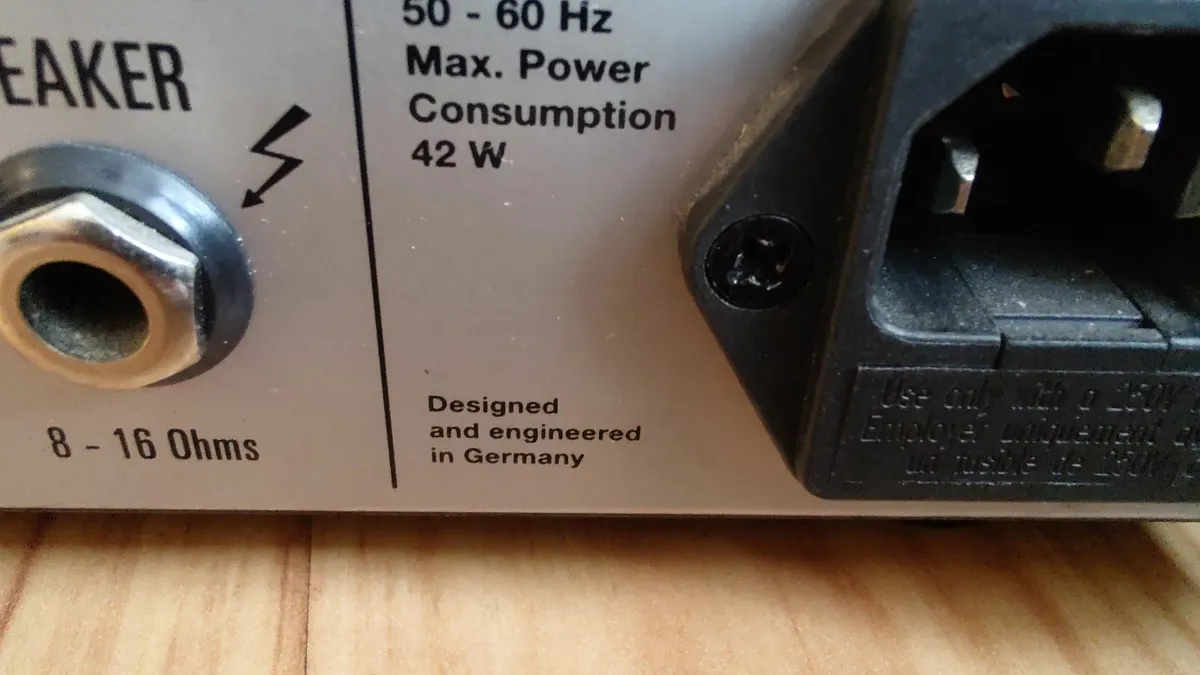 EAKER
8 - 16 Ohms
50 - 60 Hz
Max. Power
Consumption
42 W
Designed
and engineered
in Germany
Use only with a 250V
Employer uniquement
un fusible de 250V